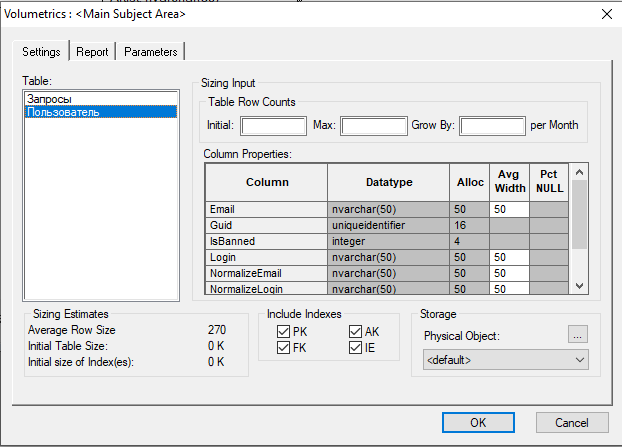 Volumetrics : <Main Subject Area>
Settings Report Parameters
Table:
Запросы
Пользователь
Sizing Input
Table Row Counts
Initial: Max: Grow By: per Month
Column Properties:
Column Datatype Alloc Avg Width Pct NULL
Email nvarchar(50) 50 50
Guid uniqueidentifier 16
IsBanned integer 4
Login nvarchar(50) 50 50
NormalizeEmail nvarchar(50) 50 50
NormalizeLogin nvarchar(50) 50 50
Sizing Estimates
Average Row Size 270
Initial Table Size: 0 K
Initial size of Index(es): 0 K
Include Indexes
PK AK
FK IE
Storage
Physical Object: ...
<default>
OK Cancel